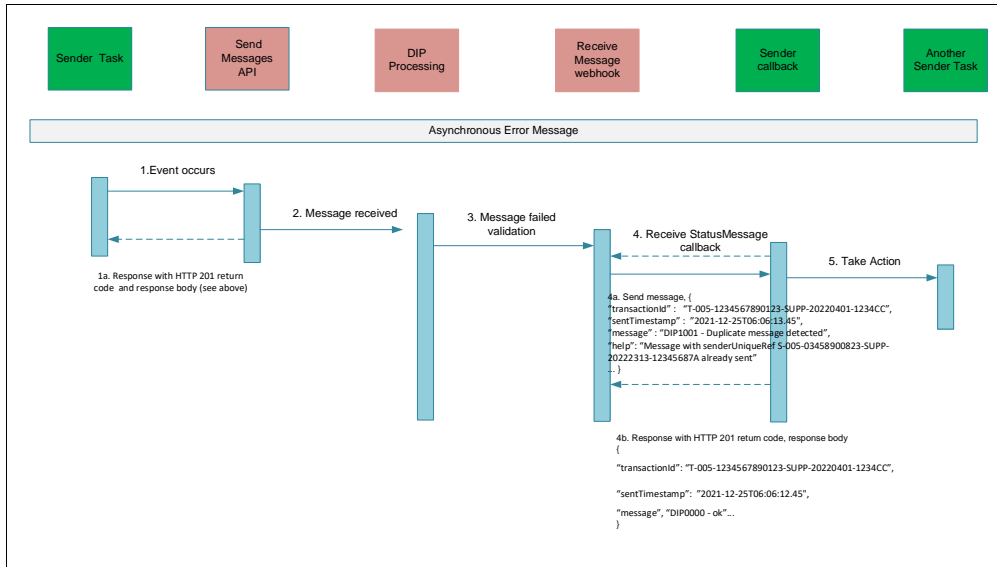 Sender Task
Send
Messages
API
DIP
Processing
Receive
Message
webhook
Sender
callback
Another
Sender Task
Asynchronous Error Message
1.Event occurs
2. Message received
3. Message failed
validation
4. Receive StatusMessage
callback
5. Take Action
1a. Response with HTTP 201 return
code and response body (see above)
4a. Send message, {
“transactionId” : “T-005-1234567890123-SUPP-20220401-1234CC”,
“sentTimestamp” : ”2021-12-25T06:06:13.45",
“message” : “DIP1001 - Duplicate message detected”,
“help”: “Message with senderUniqueRef S-005-03458900823-SUPP-
20222313-12345687A already sent”
... }
4b. Response with HTTP 201 return code, response body
{
“transactionId”: “T-005-1234567890123-SUPP-20220401-1234CC”,
“sentTimestamp”: ”2021-12-25T06:06:12.45",
“message”, “DIP0000 - ok”...
}